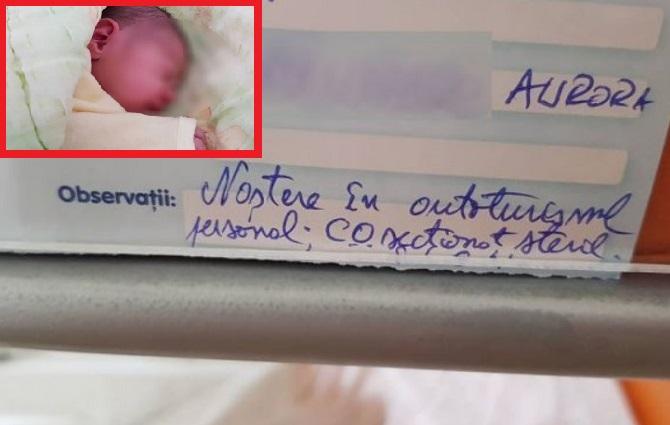 AURORA
Observații: Naștere în autoturismul
personal; C.O. secționat steril.